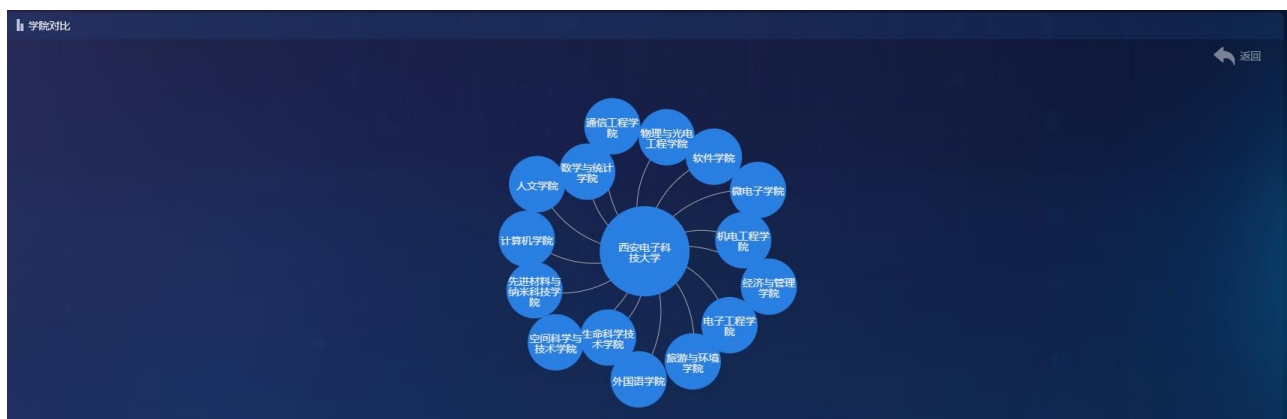 学院对比
返回
通信工程学
院
物理与光电
工程学院
软件学院
数学与统计
学院
人文学院
微电子学院
计算机学院
西安电子科
技大学
机电工程学
院
先进材料与
纳米科技学
院
经济与管理
学院
电子工程学
院
空间科学与
技术学院
生命科学技
术学院
旅游与环境
学院
外国语学院